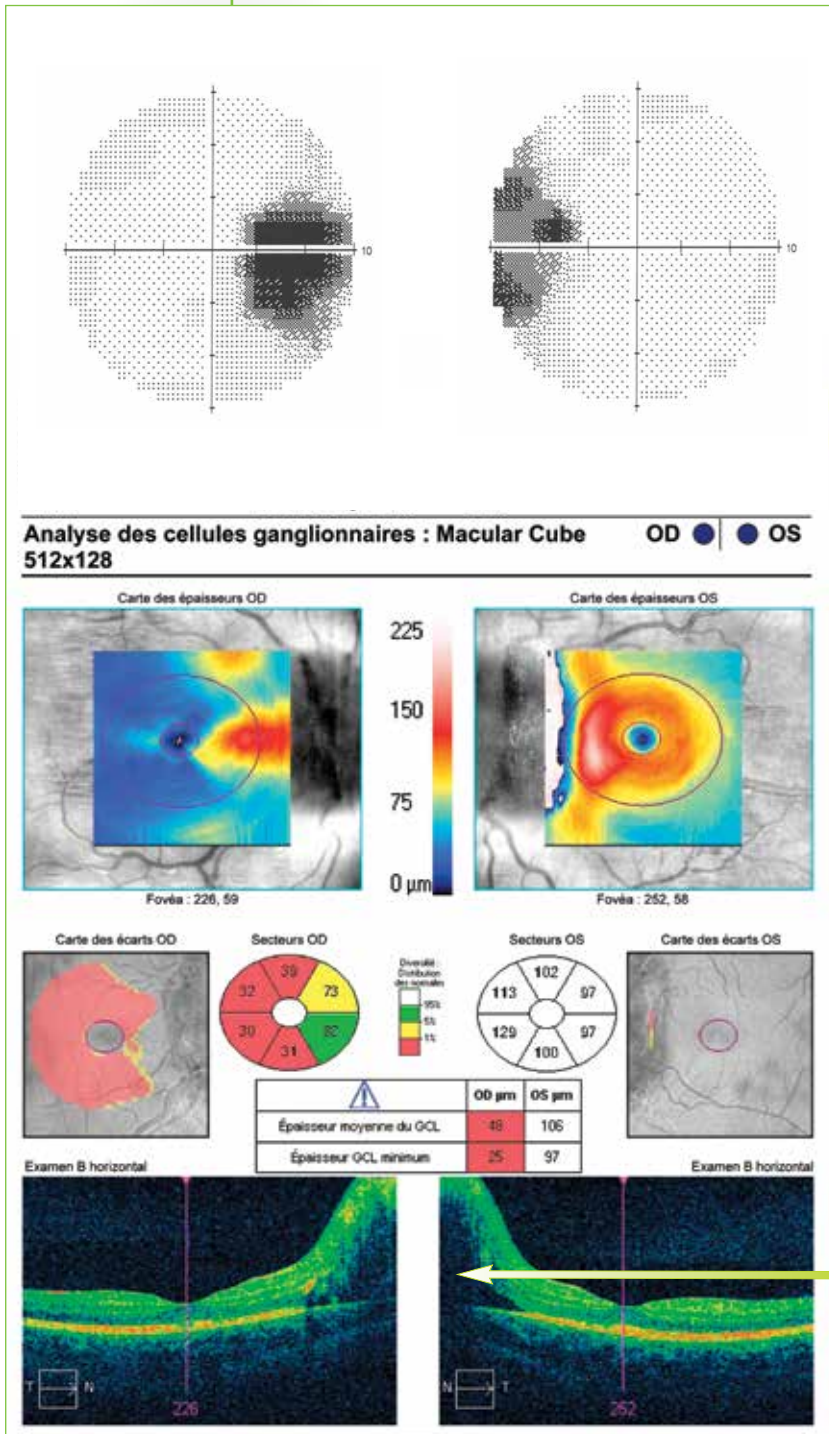 10
10
Analyse des cellules ganglionnaires : Macular Cube OD OS
512x128
Carte des épaisseurs OD
Carte des épaisseurs OS
225
150
75
0 µm
Fovéa : 226, 59
Fovéa : 252, 58
Carte des écarts OD
Secteurs OD
Secteurs OS
Carte des écarts OS
Diversifié :
Distribution
des normales
95%
5%
1%
39
32
73
30
82
31
102
113
97
129
97
100
OD µm OS µm
Épaisseur moyenne du GCL 48 106
Épaisseur GCL minimum 25 97
Examen B horizontal
Examen B horizontal
T N
226
N T
252